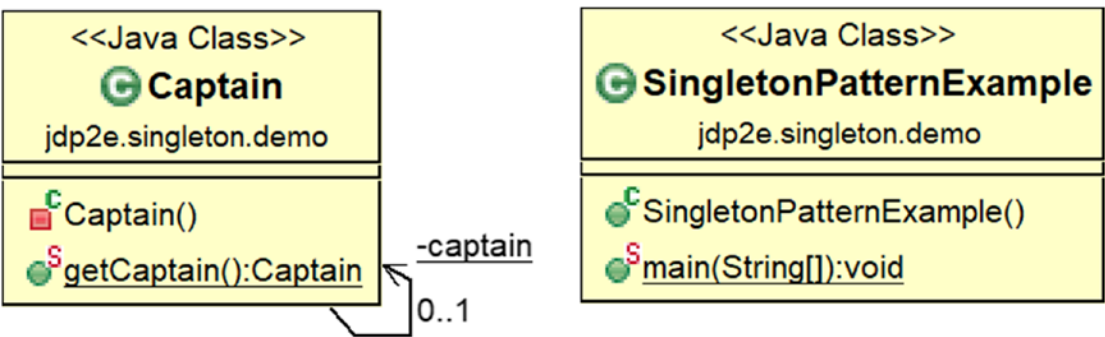 <<Java Class>>
Captain
jdp2e.singleton.demo
Captain()
getCaptain():Captain
-captain
0..1
<<Java Class>>
SingletonPatternExample
jdp2e.singleton.demo
SingletonPatternExample()
main(String[]):void